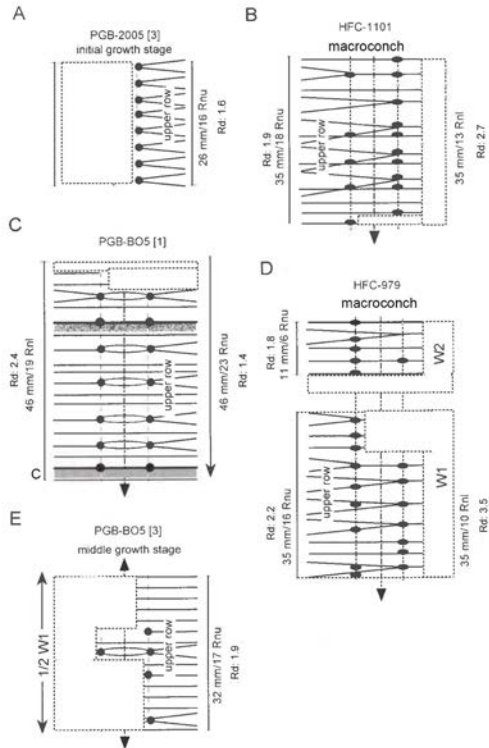 A
PGB-2005 [3]
initial growth stage
upper row
26 mm/16 Rnu
Rd: 1.6
B
HFC-1101
macroconch
Rd: 1.9
35 mm/18 Rnu
upper row
35 mm/13 Rnl
Rd: 2.7
C
PGB-BO5 [1]
Rd: 2.4
46 mm/19 Rnl
upper row
46 mm/23 Rnu
Rd: 1.4
C
D
HFC-979
macroconch
Rd: 1.8
11 mm/6 Rnu
W2
Rd: 2.2
35 mm/16 Rnu
upper row
W1
35 mm/10 Rnl
Rd: 3.5
E
PGB-BO5 [3]
middle growth stage
1/2 W1
upper row
32 mm/17 Rnu
Rd: 1.9